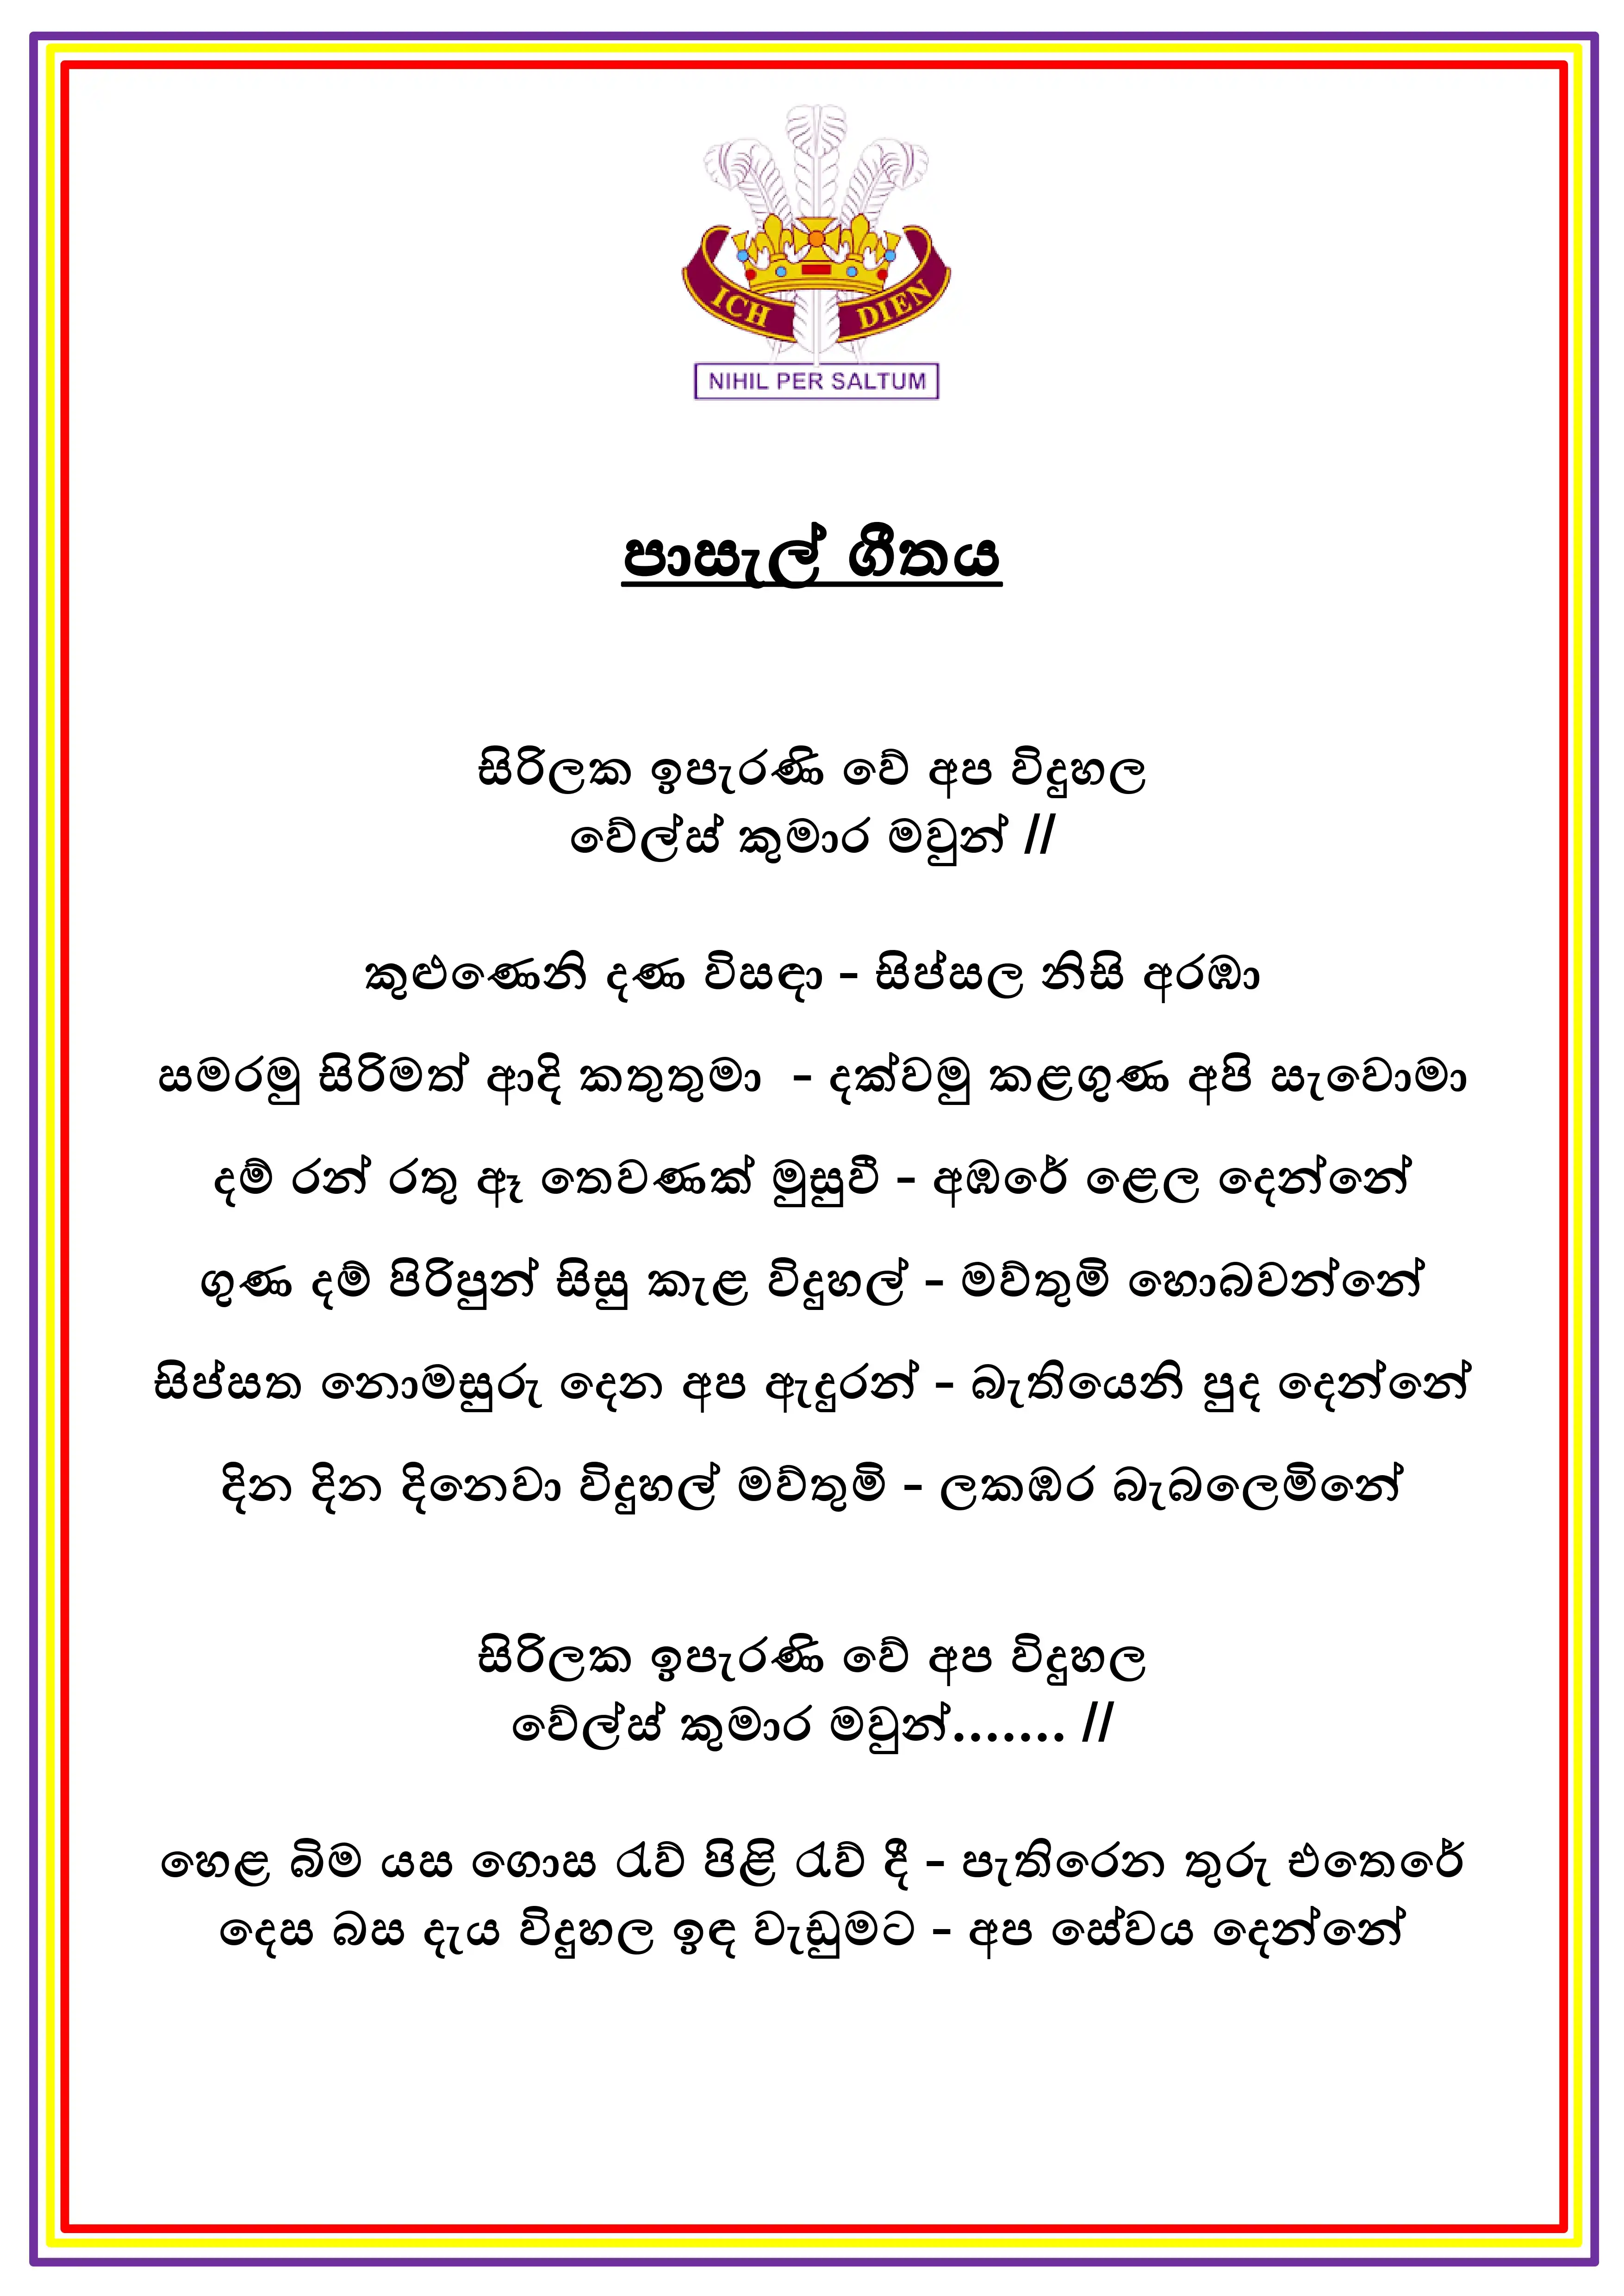 ICH DIEN
NIHIL PER SALTUM
පාසැල් ගීතය
සිරිලක ඉපැරණි වේ අප විදුහල
වේල්ස් කුමාර මවුන් //
කුළුණෙනි දණ විසඳා – සිප්සල නිසි අරඹා
සමරමු සිරිමත් ආදි කතුතුමා – දක්වමු කළගුණ අපි සැවොමා
දම් රන් රතු ඈ තෙවණක් මුසුවී – අඹරේ ළෙල දෙන්නේ
ගුණ දම් පිරිපුන් සිසු කැළ විදුහල් – මව්තුමි හොබවන්නේ
සිප්සත නොමසුරු දෙන අප ඇදුරන් – බැතියෙනි පුද දෙන්නේ
දින දින දිනෙවා විදුහල් මව්තුමි – ලකඹර බැබලෙමිනේ
සිරිලක ඉපැරණි වේ අප විදුහල
වේල්ස් කුමාර මවුන්....... //
හෙළ බිම යස ගොස රැව් පිළි රැව් දී – පැතිරෙන තුරු එතෙරේ
දෙස බස දැය විදුහල ඉඳ වැඩුමට – අප සේවය දෙන්නේ